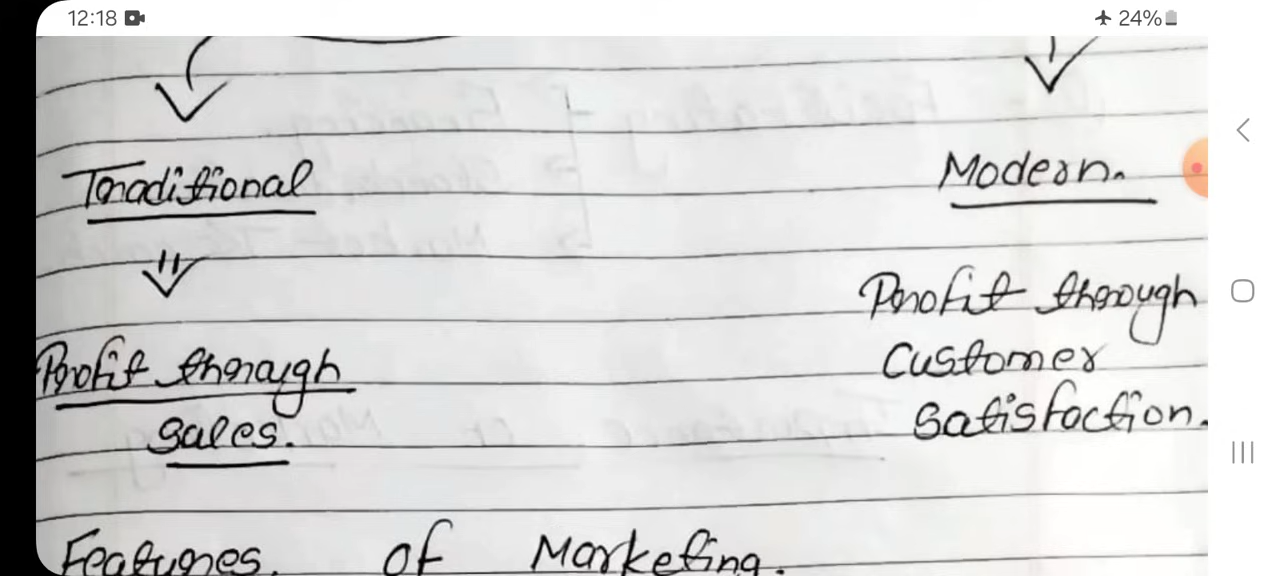 12:18 24%
Traditional Modern.
Profit through
Profit through Customer
sales. satisfaction.
Features of Marketing.